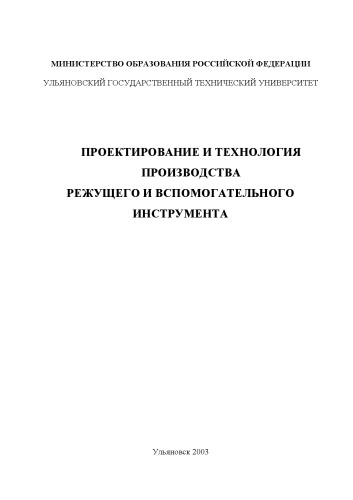 МИНИСТЕРСТВО ОБРАЗОВАНИЯ РОССИЙСКОЙ ФЕДЕРАЦИИ
УЛЬЯНОВСКИЙ ГОСУДАРСТВЕННЫЙ ТЕХНИЧЕСКИЙ УНИВЕРСИТЕТ
ПРОЕКТИРОВАНИЕ И ТЕХНОЛОГИЯ
ПРОИЗВОДСТВА
РЕЖУЩЕГО И ВСПОМОГАТЕЛЬНОГО
ИНСТРУМЕНТА
Ульяновск 2003